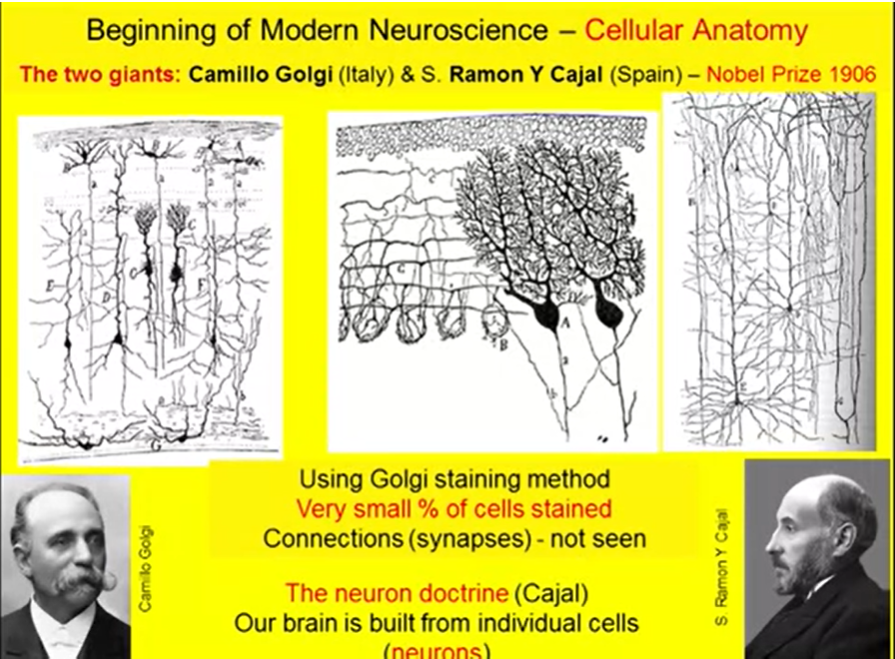 Beginning of Modern Neuroscience – Cellular Anatomy
The two giants: Camillo Golgi (Italy) & S. Ramon Y Cajal (Spain) – Nobel Prize 1906
Using Golgi staining method
Very small % of cells stained
Connections (synapses) - not seen
The neuron doctrine (Cajal)
Our brain is built from individual cells
(neurons)
Camillo Golgi
S. Ramon Y Cajal